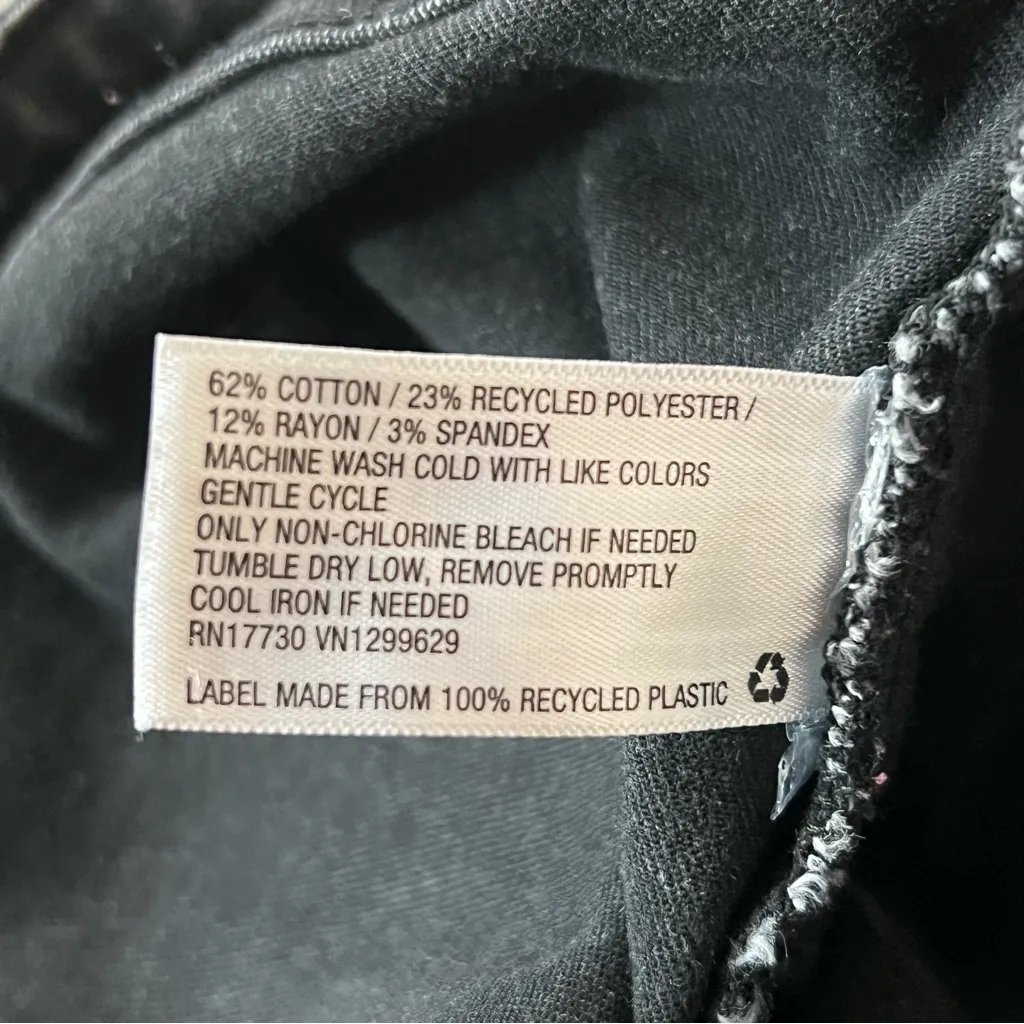 62% COTTON / 23% RECYCLED POLYESTER /
12% RAYON / 3% SPANDEX
MACHINE WASH COLD WITH LIKE COLORS
GENTLE CYCLE
ONLY NON-CHLORINE BLEACH IF NEEDED
TUMBLE DRY LOW, REMOVE PROMPTLY
COOL IRON IF NEEDED
RN17730 VN1299629
LABEL MADE FROM 100% RECYCLED PLASTIC